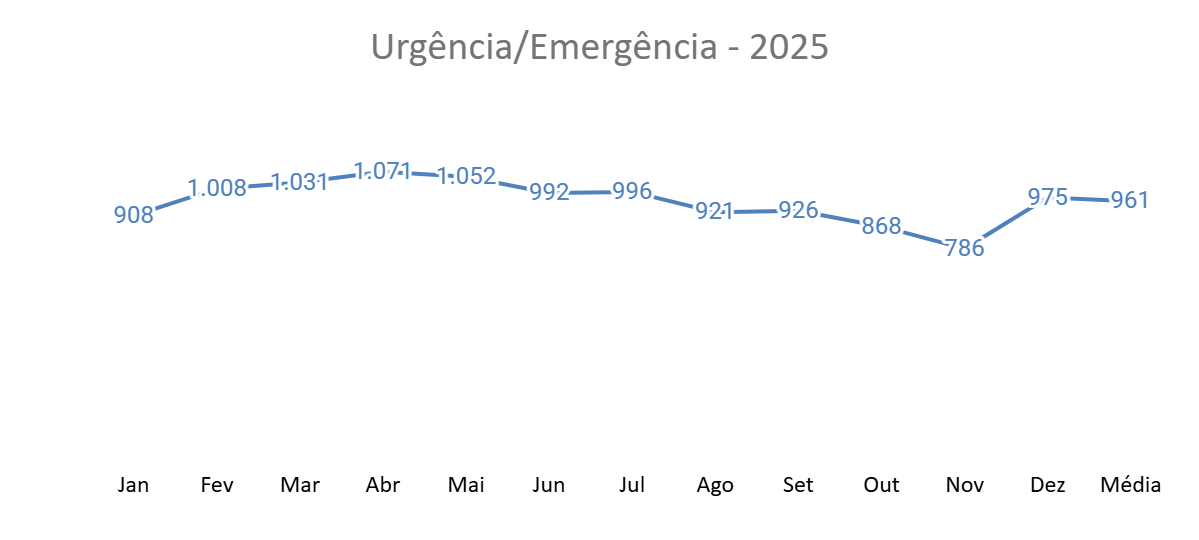 Urgência/Emergência - 2025
908 1.008 1.031 1.071 1.052 992 996 921 926 868 786 975 961
Jan Fev Mar Abr Mai Jun Jul Ago Set Out Nov Dez Média